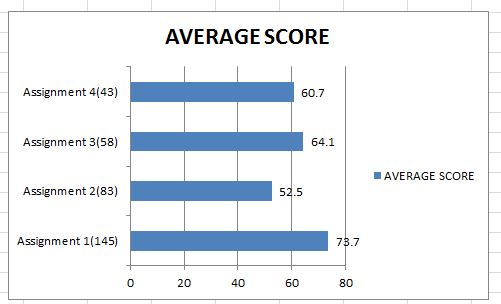 AVERAGE SCORE
Assignment 4(43)
60.7
Assignment 3(58)
64.1
Assignment 2(83)
52.5
Assignment 1(145)
73.7
0 20 40 60 80
AVERAGE SCORE